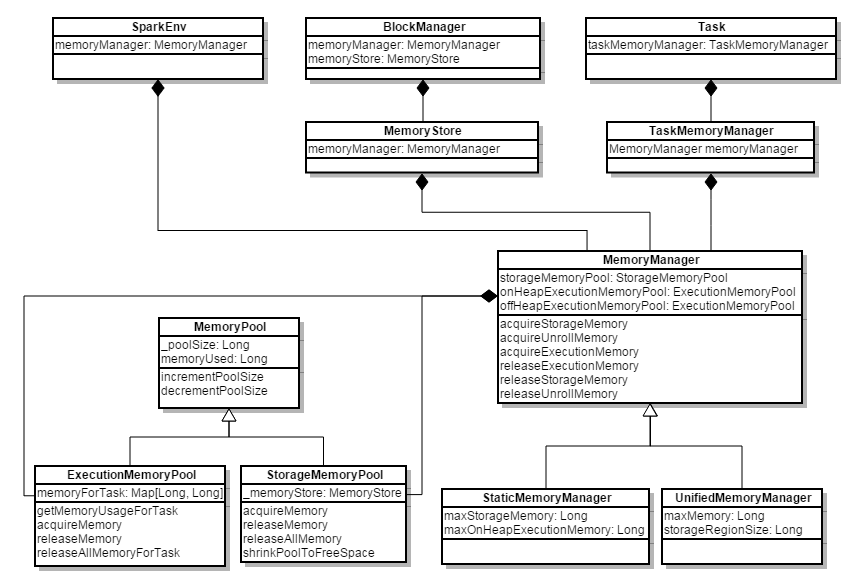 SparkEnv
memoryManager: MemoryManager
BlockManager
memoryManager: MemoryManager
memoryStore: MemoryStore
Task
taskMemoryManager: TaskMemoryManager
MemoryStore
memoryManager: MemoryManager
TaskMemoryManager
MemoryManager memoryManager
MemoryManager
storageMemoryPool: StorageMemoryPool
onHeapExecutionMemoryPool: ExecutionMemoryPool
offHeapExecutionMemoryPool: ExecutionMemoryPool
acquireStorageMemory
acquireUnrollMemory
acquireExecutionMemory
releaseExecutionMemory
releaseStorageMemory
releaseUnrollMemory
MemoryPool
_poolSize: Long
memoryUsed: Long
incrementPoolSize
decrementPoolSize
ExecutionMemoryPool
memoryForTask: Map[Long, Long]
getMemoryUsageForTask
acquireMemory
releaseMemory
releaseAllMemoryForTask
StorageMemoryPool
_memoryStore: MemoryStore
acquireMemory
releaseMemory
releaseAllMemory
shrinkPoolToFreeSpace
StaticMemoryManager
maxStorageMemory: Long
maxOnHeapExecutionMemory: Long
UnifiedMemoryManager
maxMemory: Long
storageRegionSize: Long